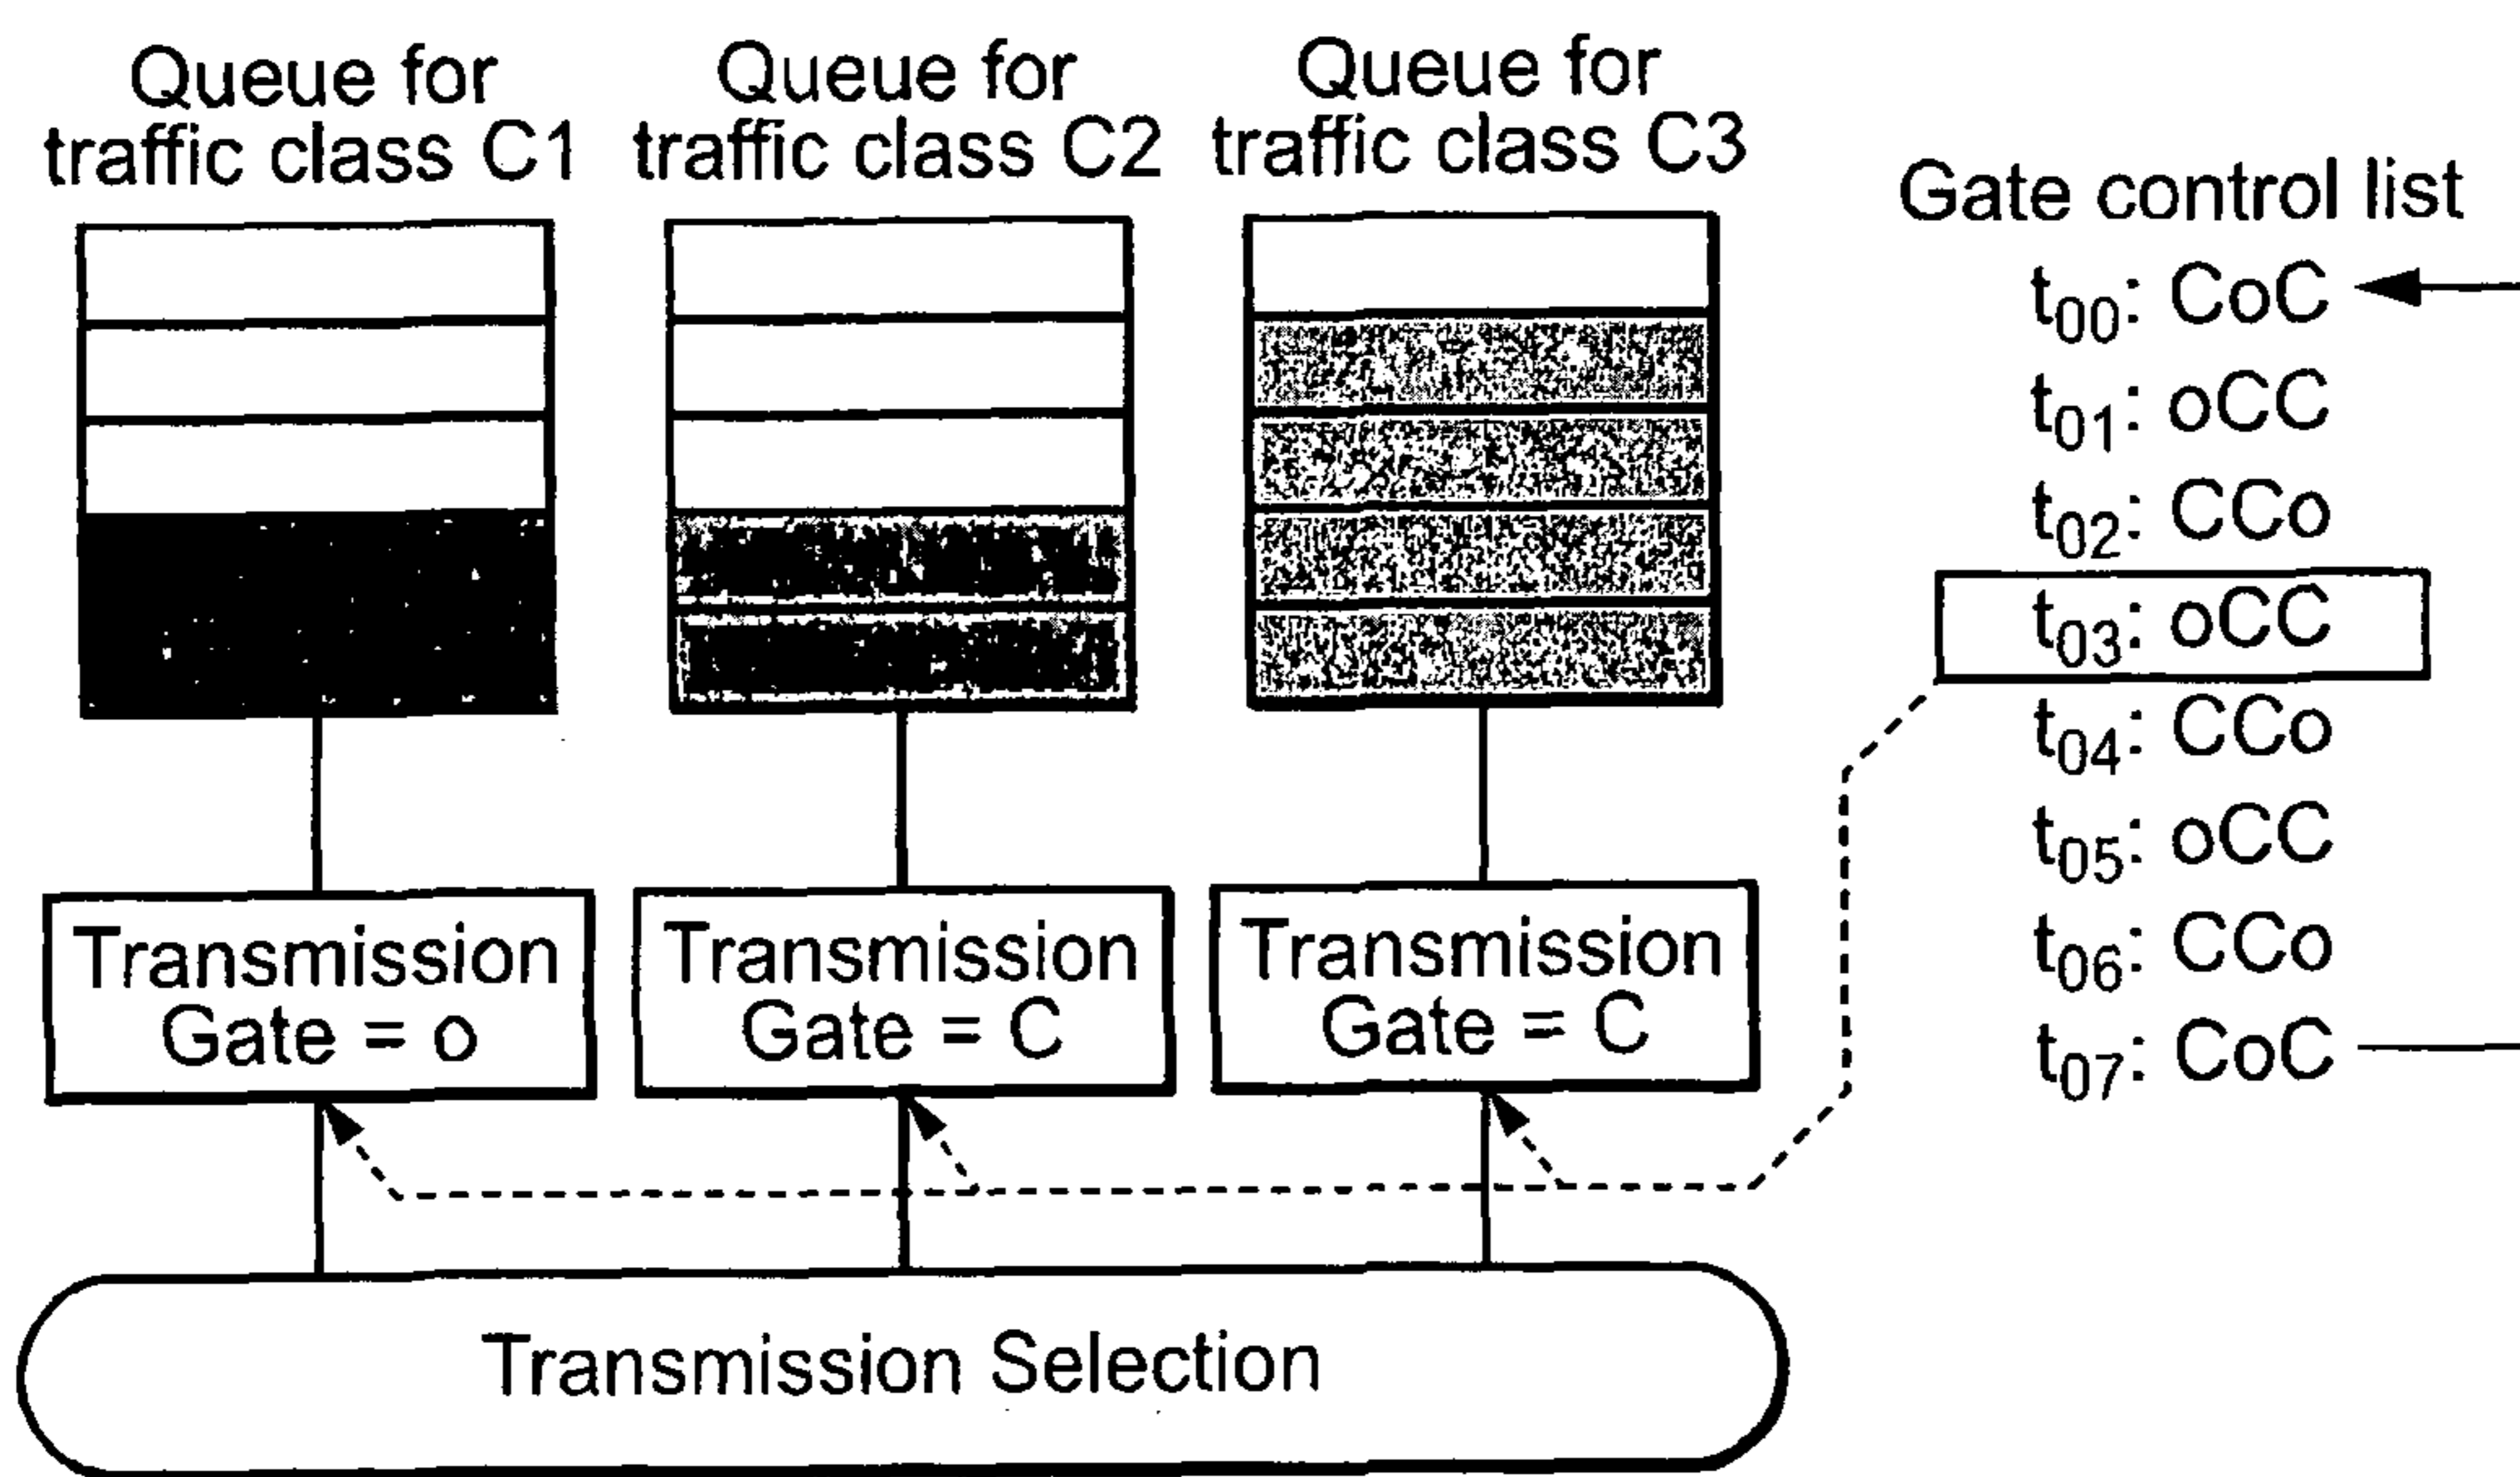 Queue for
traffic class C1
Queue for
traffic class C2
Queue for
traffic class C3
Gate control list
t00: CoC
t01: oCC
t02: CCo
t03: oCC
t04: CCo
t05: oCC
t06: CCo
t07: CoC
Transmission
Gate = o
Transmission
Gate = C
Transmission
Gate = C
Transmission Selection